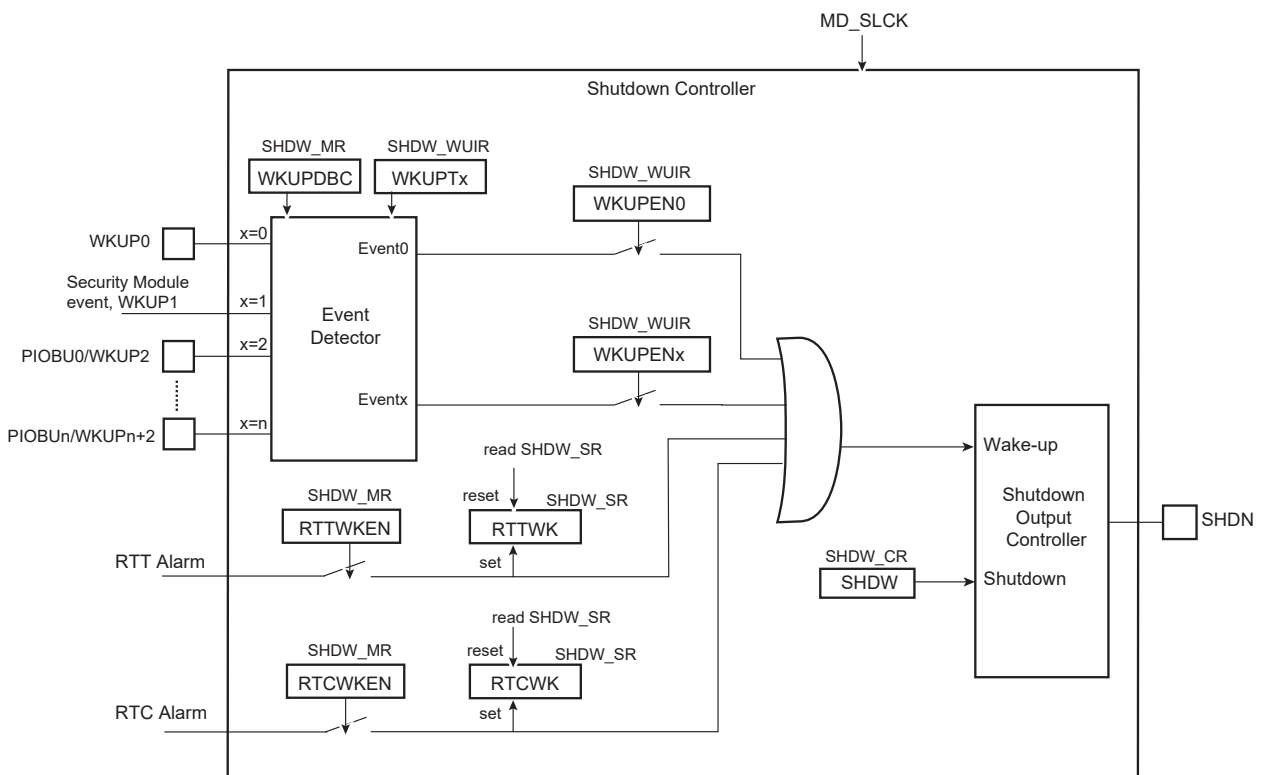 MD_SLCK
Shutdown Controller
SHDW_MR
SHDW_WUIR
WKUPDBC
WKUPTx
SHDW_WUIR
WKUPEN0
WKUP0
x=0
Event0
Security Module
event, WKUP1
x=1
Event
Detector
SHDW_WUIR
WKUPENx
PIOBU0/WKUP2
x=2
Eventx
PIOBUn/WKUPn+2
x=n
Wake-up
read SHDW_SR
SHDW_MR
reset
SHDW_SR
RTTWKEN
RTTWK
Shutdown
Output
Controller
SHDN
RTT Alarm
set
SHDW_CR
SHDW
Shutdown
read SHDW_SR
SHDW_MR
reset
SHDW_SR
RTCWKEN
RTCWK
RTC Alarm
set